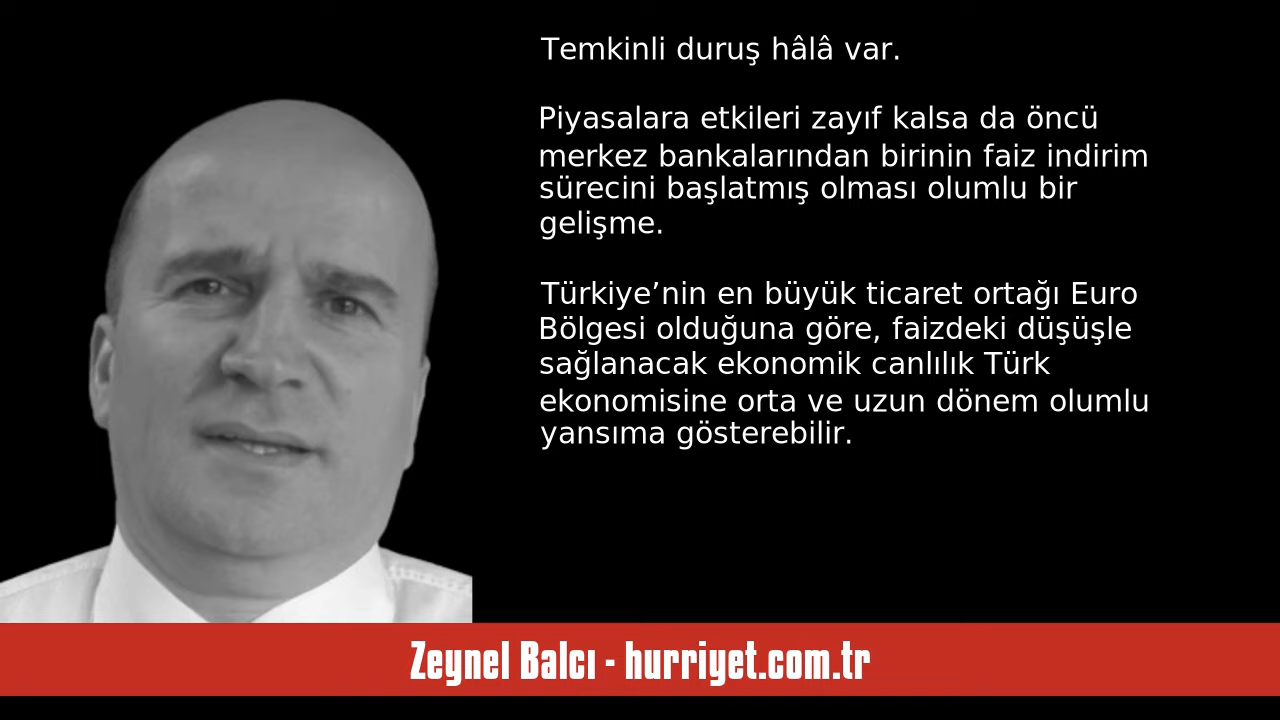 Temkinli duruş hâlâ var.
Piyasalara etkileri zayıf kalsa da öncü
merkez bankalarından birinin faiz indirim
sürecini başlatmış olması olumlu bir
gelişme.
Türkiye’nin en büyük ticaret ortağı Euro
Bölgesi olduğuna göre, faizdeki düşüşle
sağlanacak ekonomik canlılık Türk
ekonomisine orta ve uzun dönem olumlu
yansıma gösterebilir.
Zeynel Balcı - hurriyet.com.tr